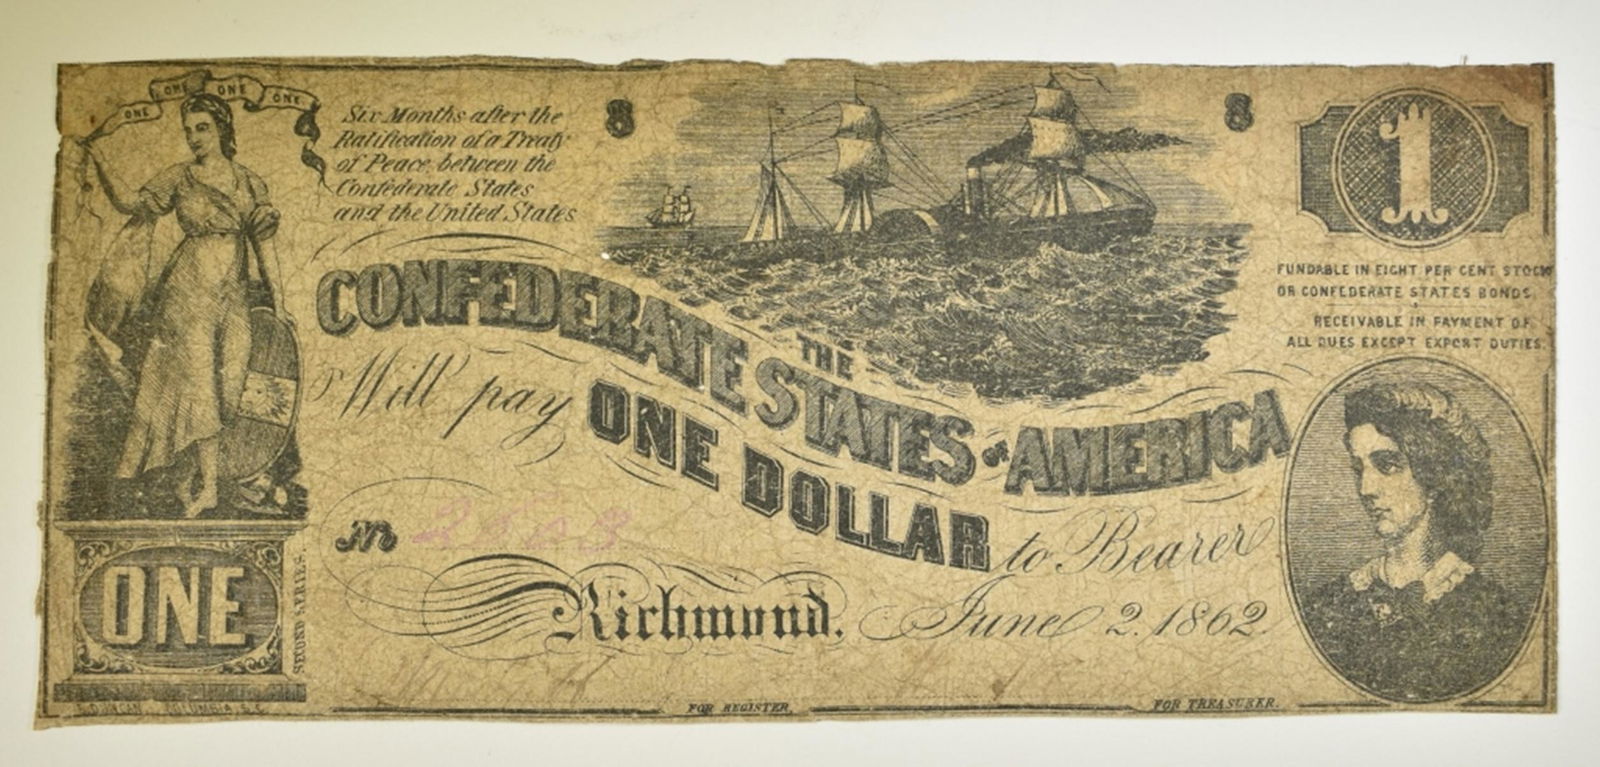 ONE ONE ONE ONE
Six Months after the
Ratification of a Treaty
of Peace between the
Confederate States
and the United States
8
8
1
FUNDABLE IN EIGHT PER CENT STOCK
OR CONFEDERATE STATES BONDS.
RECEIVABLE IN PAYMENT OF
ALL DUES EXCEPT EXPORT DUTIES.
THE
CONFEDERATE STATES OF AMERICA
Will pay ONE DOLLAR to Bearer
No 2603
Richmond, June 2. 1862.
ONE
SECOND SERIES.
B. DUNCAN COLUMBIA, S.C.
FOR REGISTER.
FOR TREASURER.